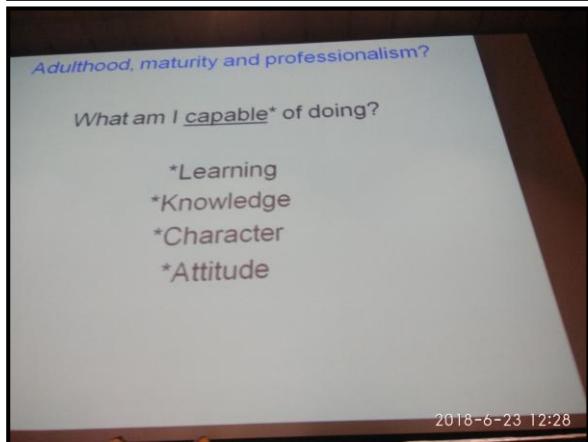 Adulthood, maturity and professionalism?
What am I capable* of doing?
*Learning
*Knowledge
*Character
*Attitude
2018-6-23 12:28